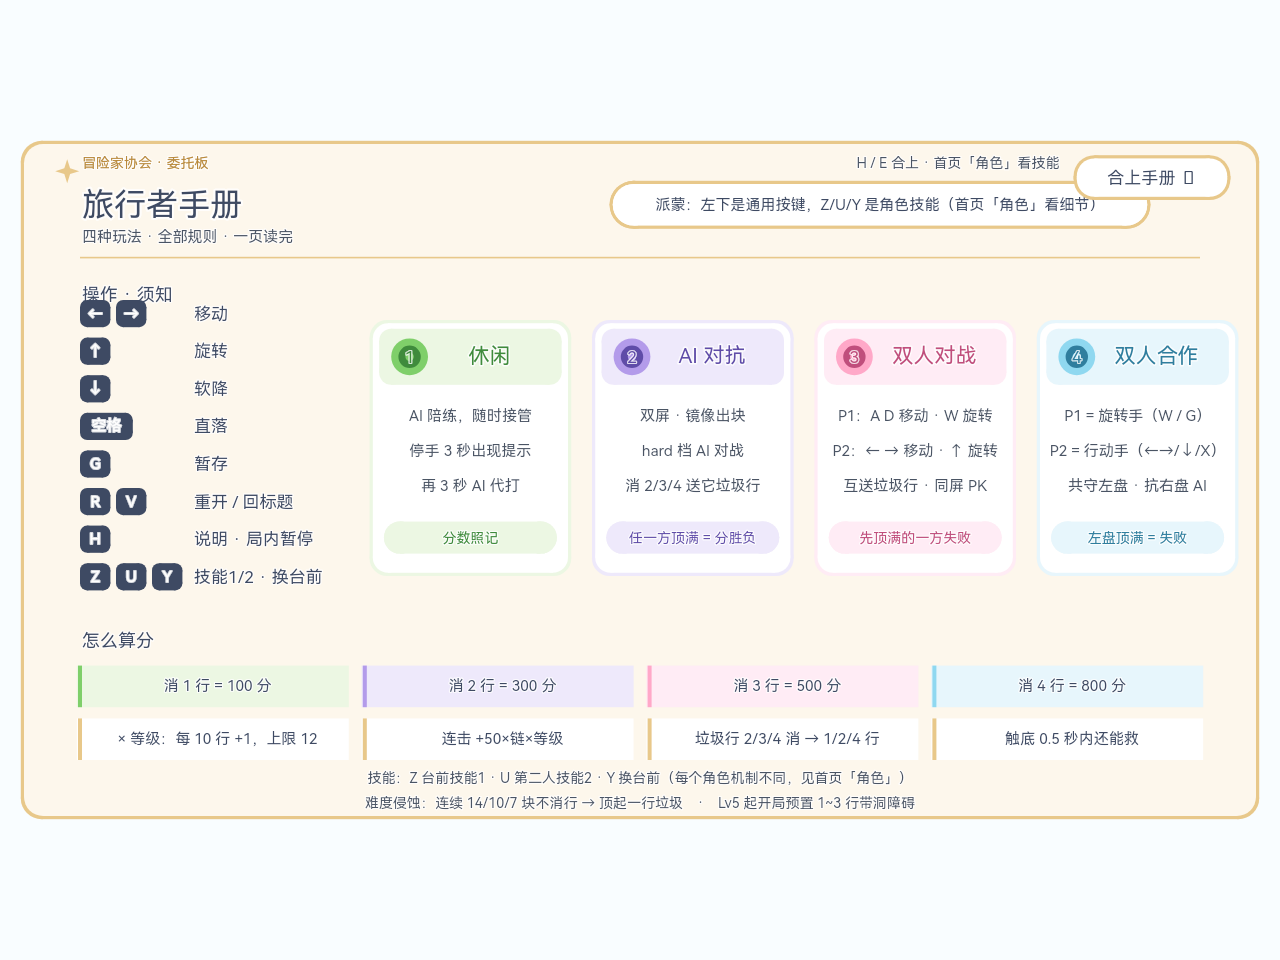 冒险家协会 · 委托板
H / E 合上 · 首页「角色」看技能
合上手册
旅行者手册
派蒙：左下是通用按键，Z/U/Y 是角色技能（首页「角色」看细节）
四种玩法 · 全部规则 · 一页读完
操作 · 须知
← → 移动
↑ 旋转
↓ 软降
空格 直落
G 暂存
R V 重开 / 回标题
H 说明 · 局内暂停
Z U Y 技能1/2 · 换台前
1 休闲
AI 陪练，随时接管
停手 3 秒出现提示
再 3 秒 AI 代打
分数照记
2 AI 对抗
双屏 · 镜像出块
hard 档 AI 对战
消 2/3/4 送它垃圾行
任一方顶满 = 分胜负
3 双人对战
P1：A D 移动 · W 旋转
P2：← → 移动 · ↑ 旋转
互送垃圾行 · 同屏 PK
先顶满的一方失败
4 双人合作
P1 = 旋转手（W / G）
P2 = 行动手（←→/↓/X）
共守左盘 · 抗右盘 AI
左盘顶满 = 失败
怎么算分
消 1 行 = 100 分
消 2 行 = 300 分
消 3 行 = 500 分
消 4 行 = 800 分
× 等级：每 10 行 +1，上限 12
连击 +50×链×等级
垃圾行 2/3/4 消 → 1/2/4 行
触底 0.5 秒内还能救
技能：Z 台前技能1 · U 第二人技能2 · Y 换台前（每个角色机制不同，见首页「角色」）
难度侵蚀：连续 14/10/7 块不消行 → 顶起一行垃圾 · Lv5 起开局预置 1~3 行带洞障碍